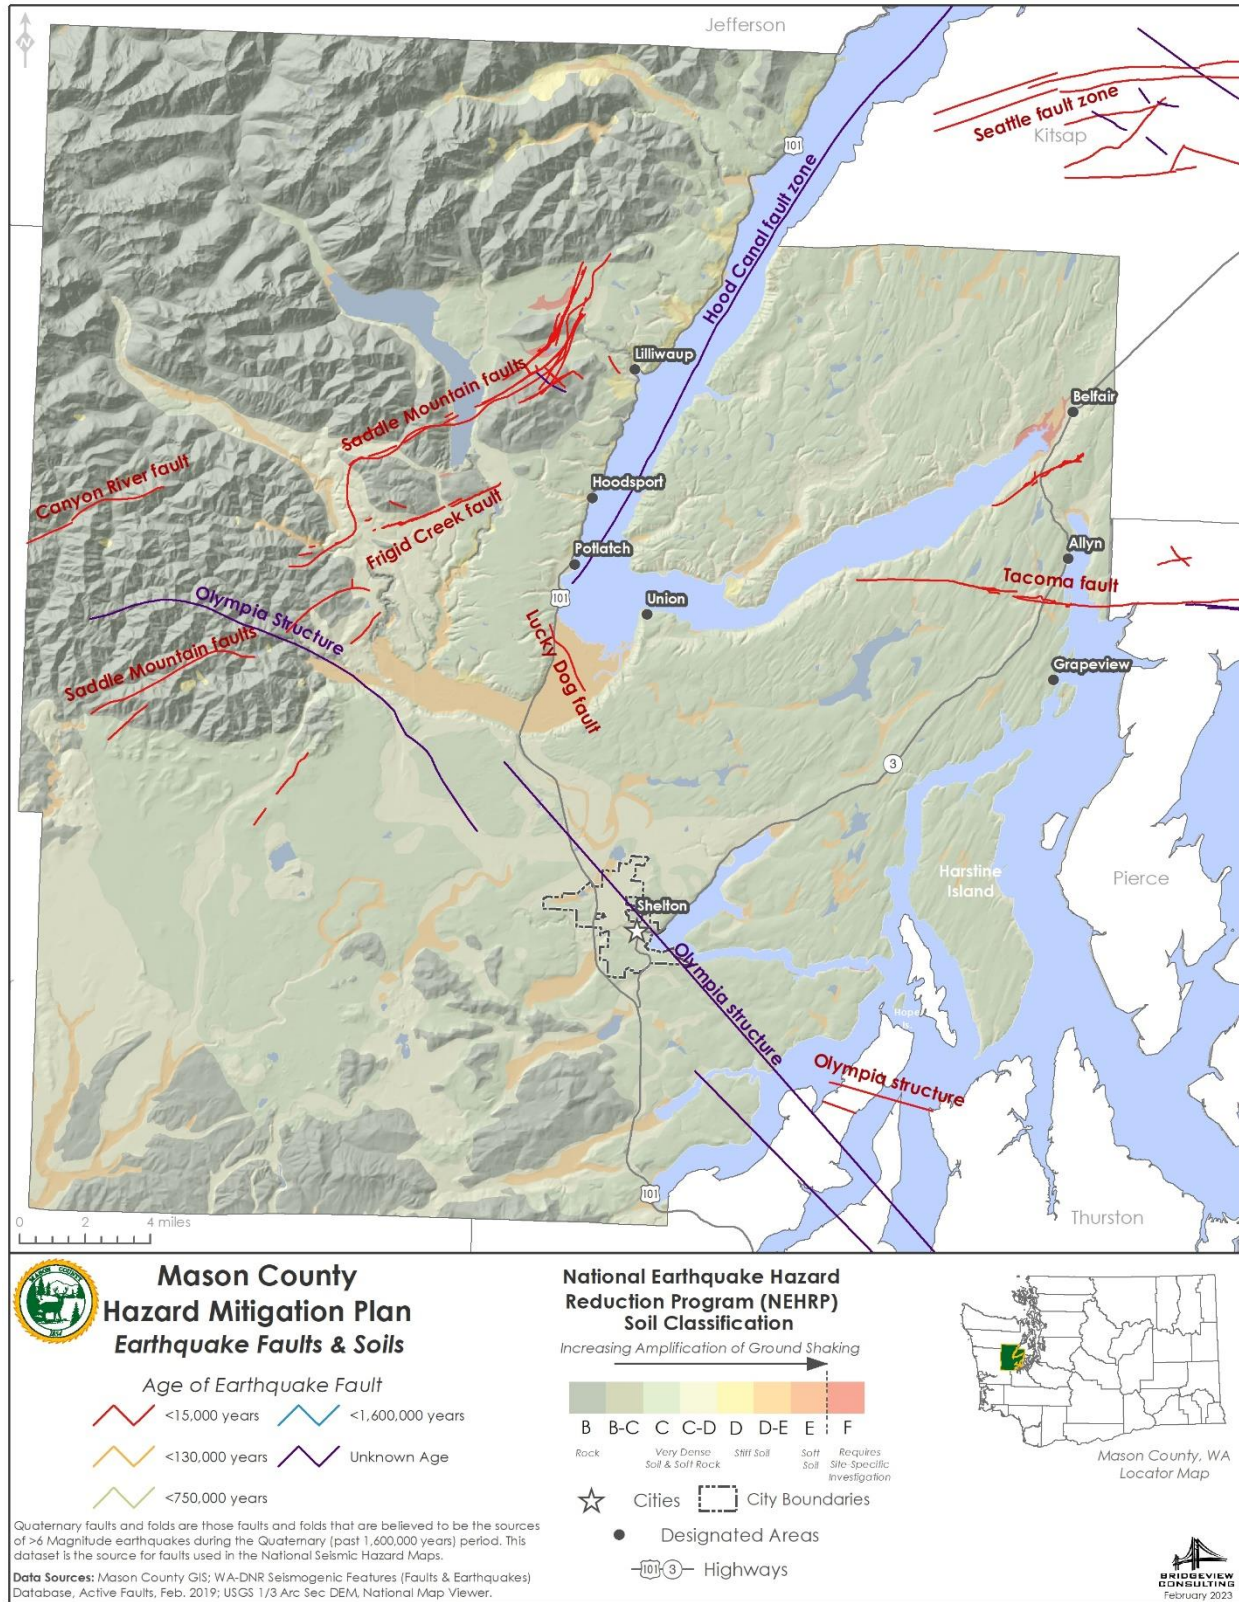 N
Jefferson
101
Seattle fault zone
Kitsap
Hood Canal fault zone
Lilliwaup
Saddle Mountain faults
Belfair
Canyon River fault
Hoodsport
Frigid Creek fault
Potlatch
Allyn
Tacoma fault
101
Union
Olympia Structure
Lucky Dog fault
Saddle Mountain faults
Grapeview
3
Harstine
Island
Pierce
Shelton
Olympia structure
Hope
Olympia structure
101
Thurston
0 2 4 miles
MASON COUNTY
1854
Mason County
Hazard Mitigation Plan
Earthquake Faults & Soils
Age of Earthquake Fault
<15,000 years
<1,600,000 years
<130,000 years
Unknown Age
<750,000 years
Quaternary faults and folds are those faults and folds that are believed to be the sources
of >6 Magnitude earthquakes during the Quaternary (past 1,600,000 years) period. This
dataset is the source for faults used in the National Seismic Hazard Maps.
Data Sources: Mason County GIS; WA-DNR Seismogenic Features (Faults & Earthquakes)
Database, Active Faults, Feb. 2019; USGS 1/3 Arc Sec DEM, National Map Viewer.
National Earthquake Hazard
Reduction Program (NEHRP)
Soil Classification
Increasing Amplification of Ground Shaking
B B-C C C-D D D-E E F
Rock
Very Dense
Soil & Soft Rock
Stiff Soil
Soft
Soil
Requires
Site-Specific
Investigation
Cities
City Boundaries
Designated Areas
101 3 Highways
Mason County, WA
Locator Map
BRIDGEVIEW
CONSULTING
February 2023